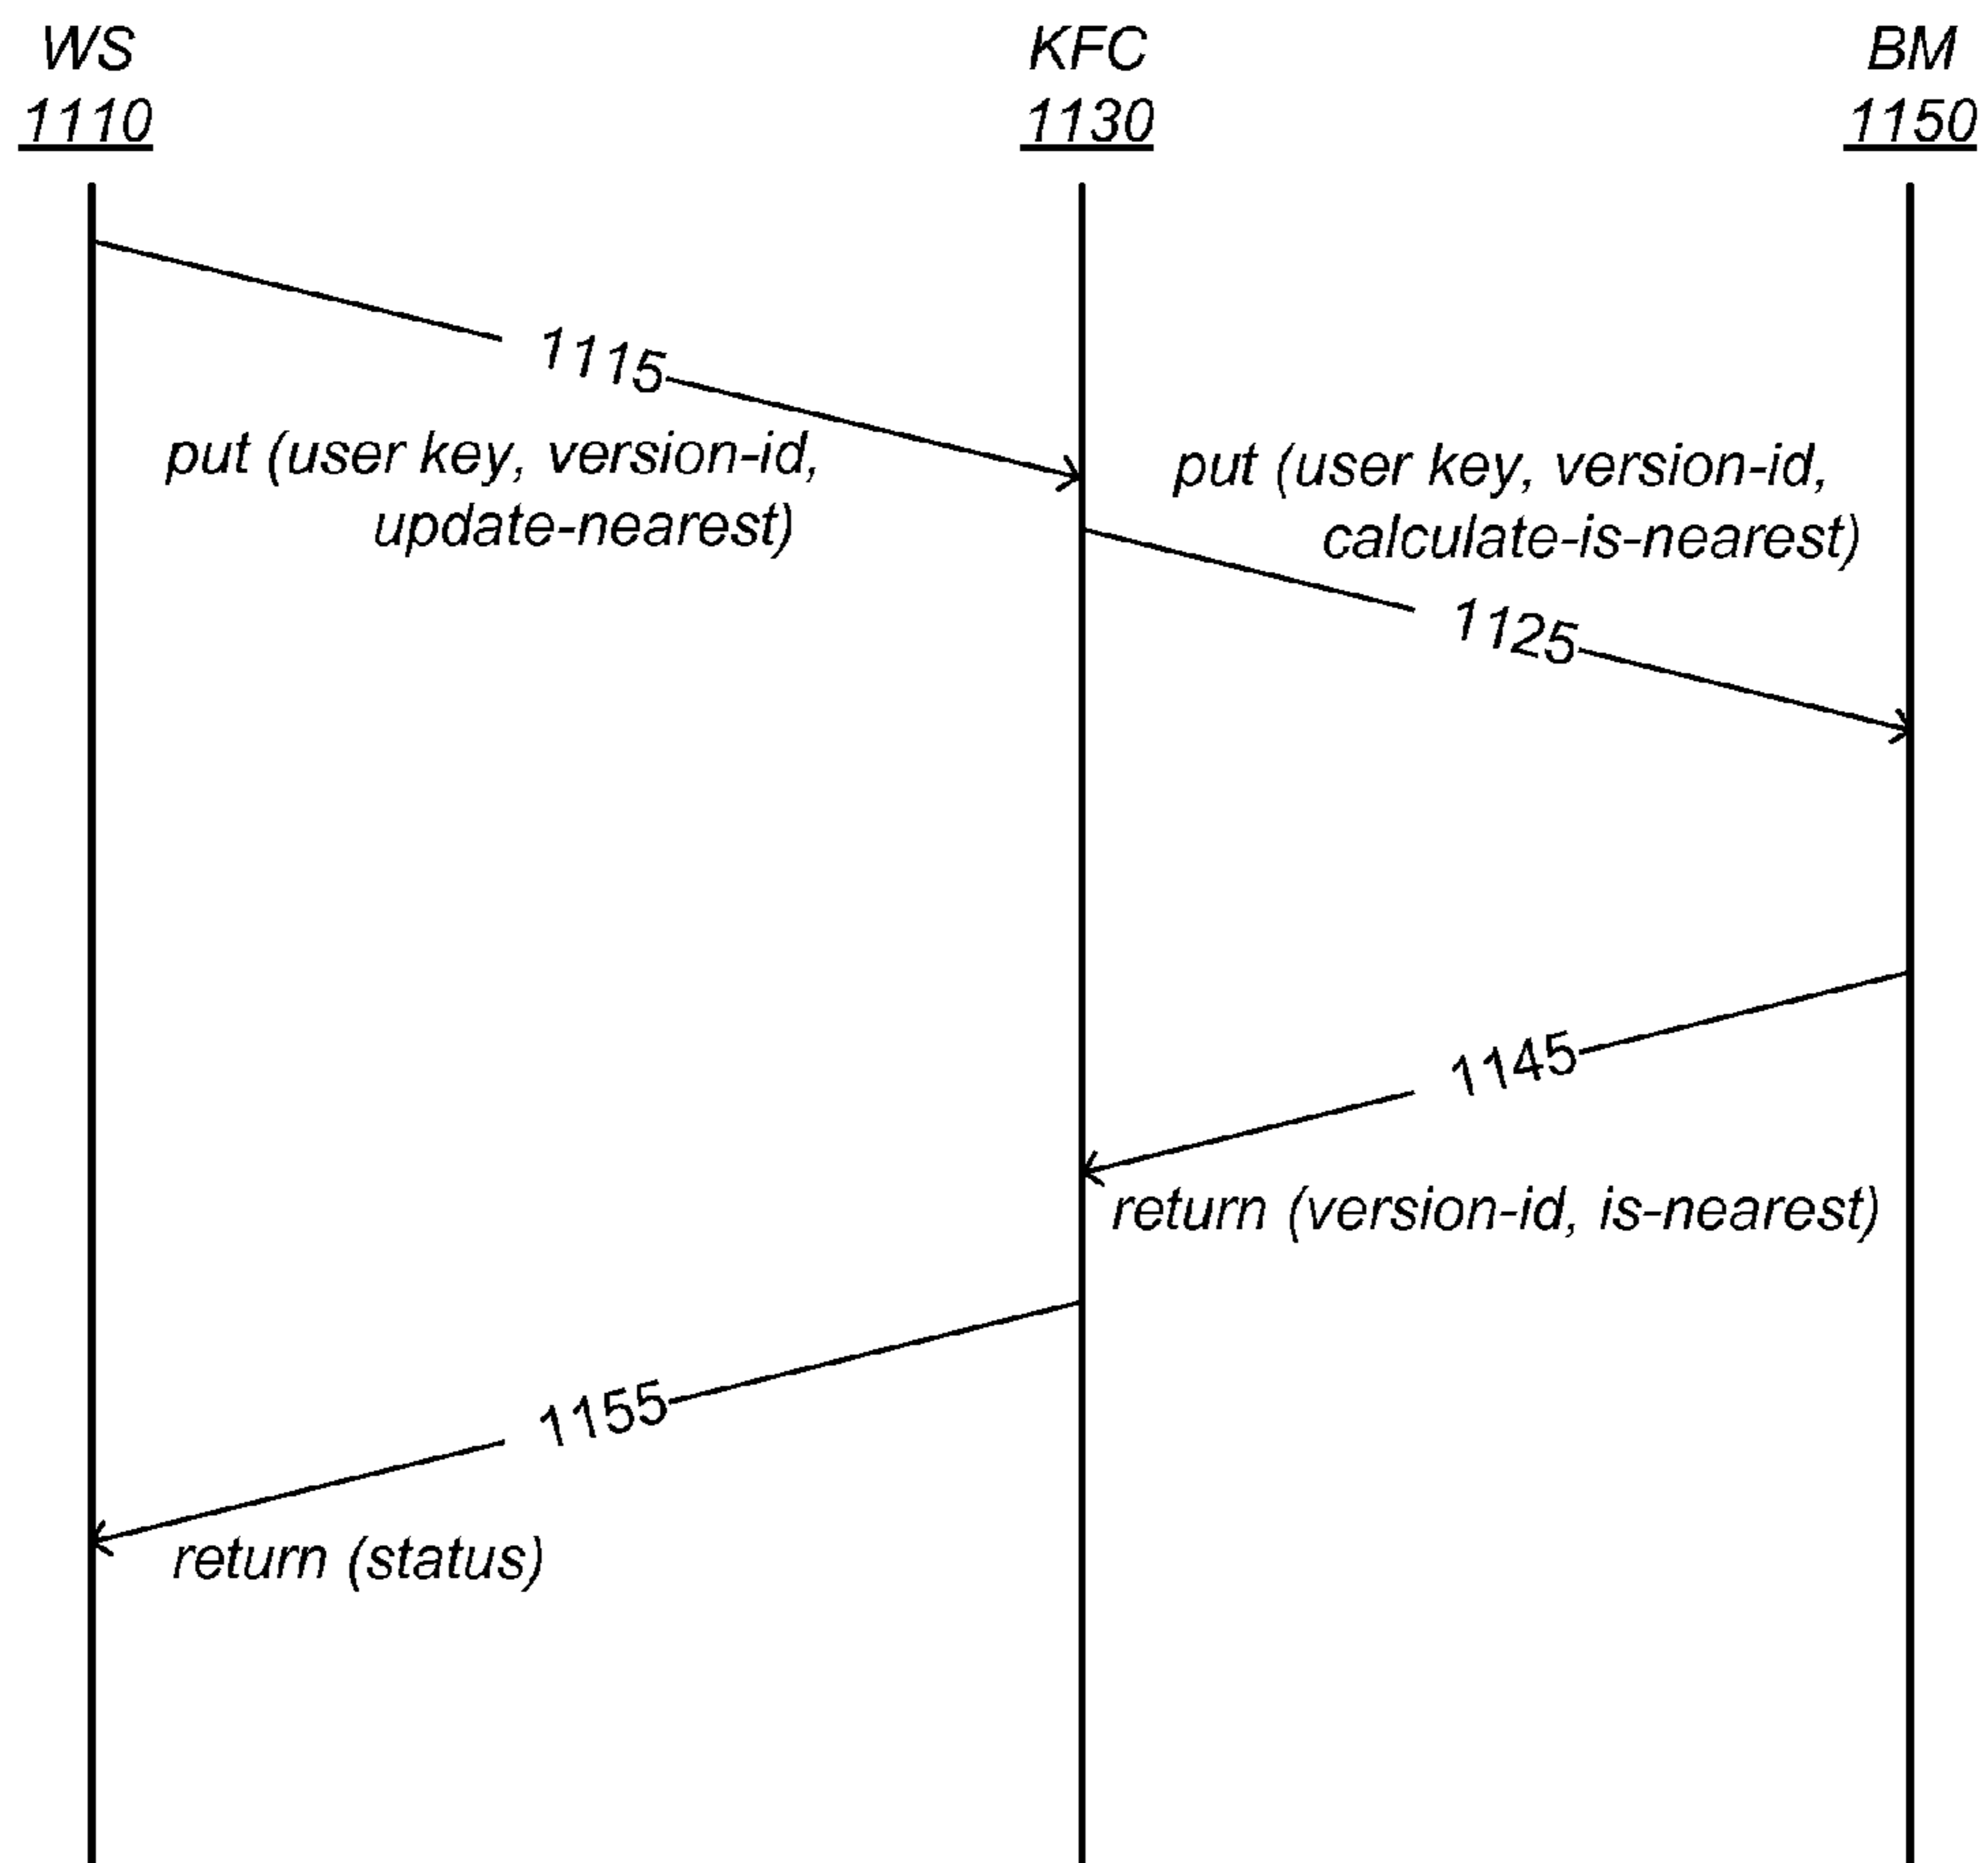 WS
1110
KFC
1130
BM
1150
1115
put (user key, version-id,
update-nearest)
put (user key, version-id,
calculate-is-nearest)
1125
1145
return (version-id, is-nearest)
1155
return (status)